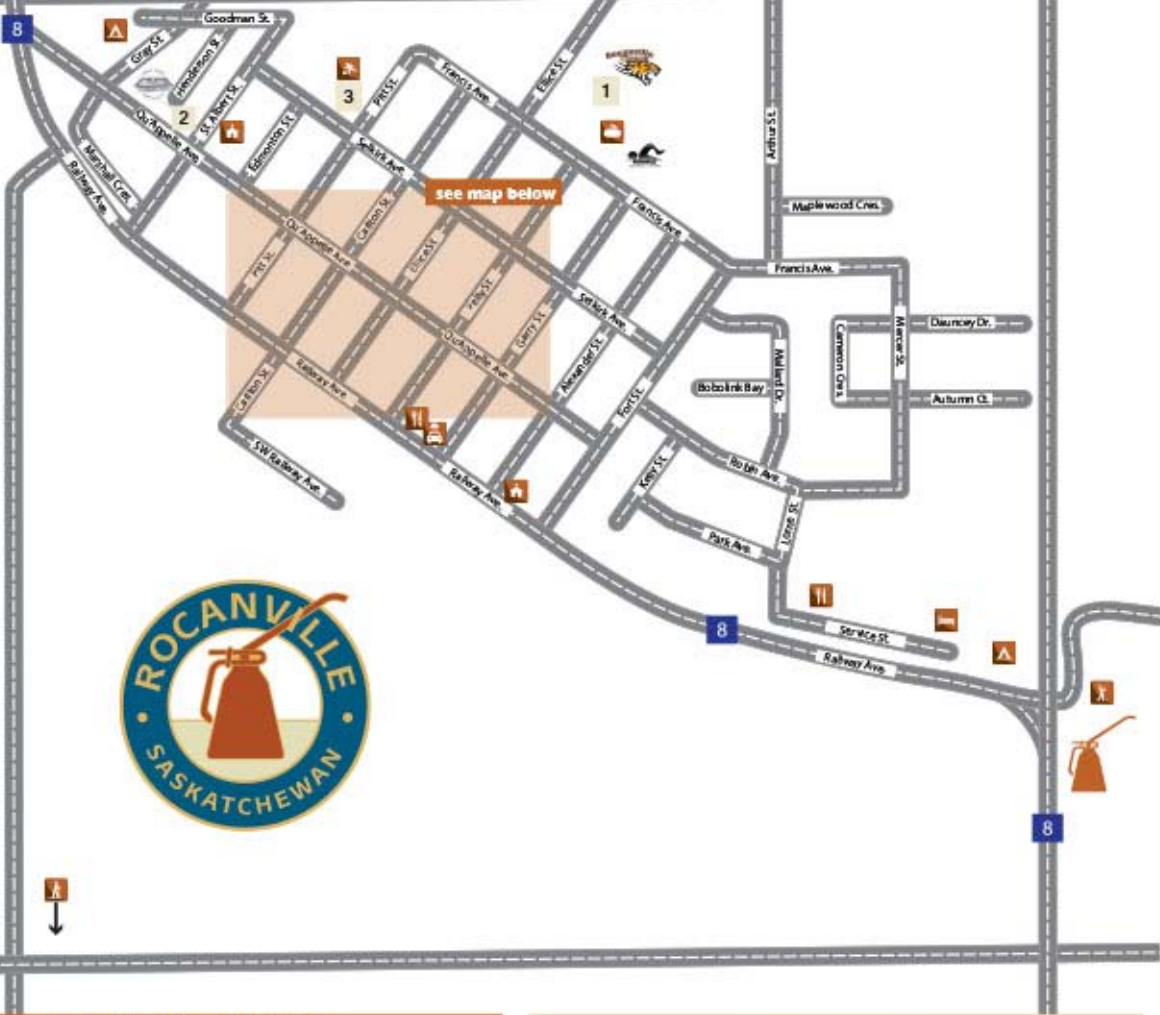 8
Goodman St.
Gray St
Henderson St.
St. Albert St.
2
Qu'Appelle Ave.
Edmonton St.
3
Pitt St.
Francis Ave.
Ellice St.
1
Arthur St.
Selkirk Ave.
Marshall Cres.
Railway Ave.
see map below
Maplewood Cres.
Francis Ave.
Carlton St.
Qu'Appelle Ave.
Ellice St.
Pitt St.
Francis Ave.
Kelly St.
Selkirk Ave.
Garry St.
Dauncey Dr.
Mercer St.
Cameron Cres.
Qu'Appelle Ave.
Alexander St.
Mallard Dr.
Bobolink Bay
Autumn Ct.
Railway Ave.
Carlton St.
Fort St.
SW Railway Ave.
Robin Ave.
Kerry St.
Railway Ave.
Lorne St.
Park Ave.
8
Service St.
Railway Ave.
ROCANVILLE
SASKATCHEWAN
8